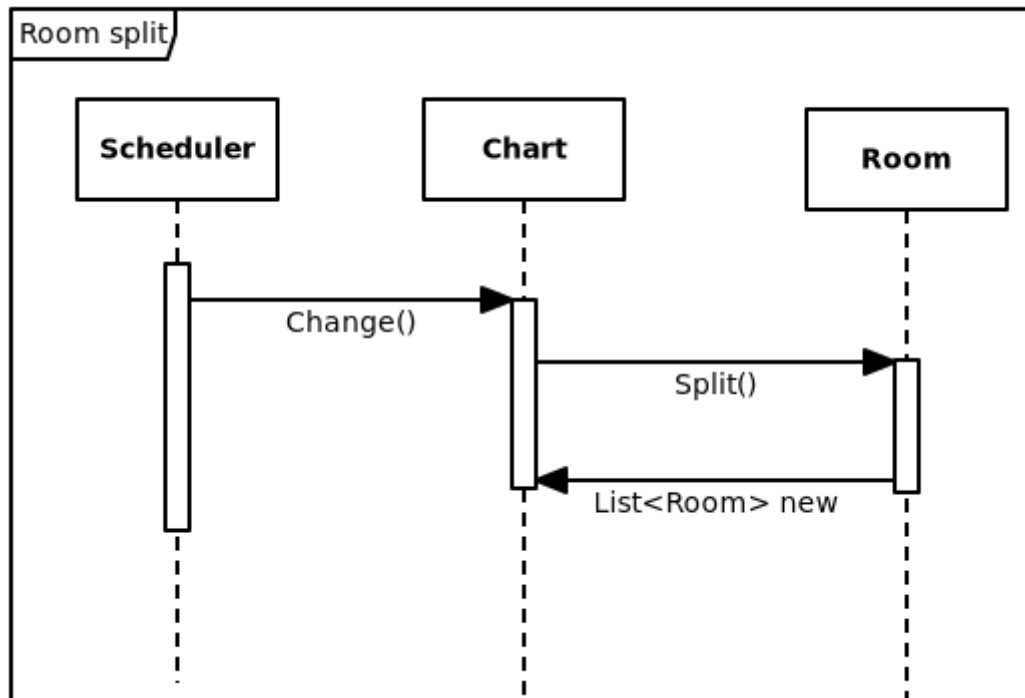 Room split
Scheduler
Chart
Room
Change()
Split()
List<Room> new